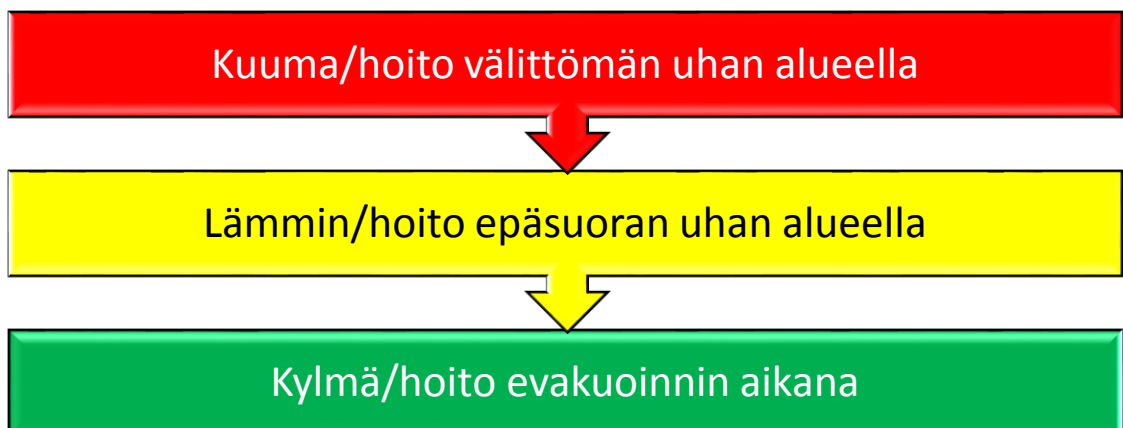 Kuuma/hoito välittömän uhan alueella
Lämmin/hoito epäsuoran uhan alueella
Kylmä/hoito evakuoinnin aikana